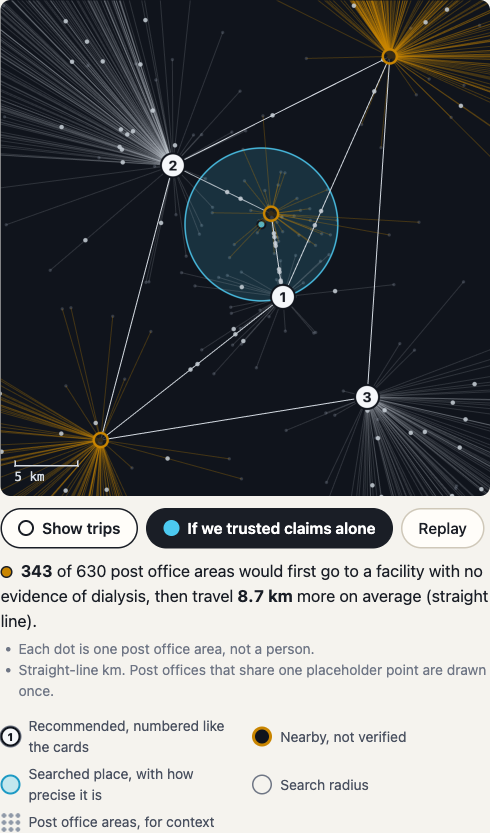 2
1
3
5 km
Show trips
If we trusted claims alone
Replay
343 of 630 post office areas would first go to a facility with no
evidence of dialysis, then travel 8.7 km more on average (straight
line).
• Each dot is one post office area, not a person.
• Straight-line km. Post offices that share one placeholder point are drawn
once.
1 Recommended, numbered like
the cards
Nearby, not verified
Searched place, with how
precise it is
Search radius
Post office areas, for context